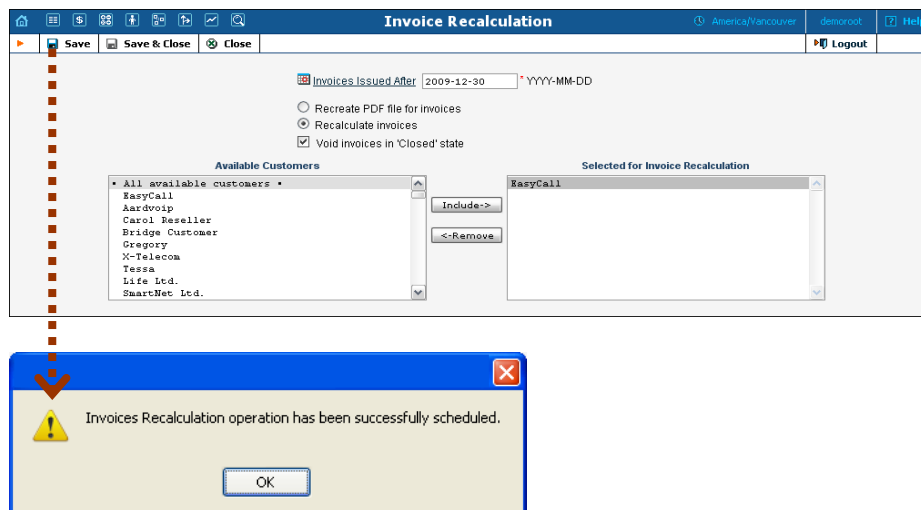 Invoice Recalculation
America/Vancouver
demoroot
? Help
Save
Save & Close
Close
Logout
Invoices Issued After 2009-12-30 * YYYY-MM-DD
Recreate PDF file for invoices
Recalculate invoices
Void invoices in 'Closed' state
Available Customers
Selected for Invoice Recalculation
• All available customers •
EasyCall
Aardvoip
Carol Reseller
Bridge Customer
Gregory
X-Telecom
Tessa
Life Ltd.
SmartNet Ltd.
Include->
<-Remove
EasyCall
Invoices Recalculation operation has been successfully scheduled.
OK